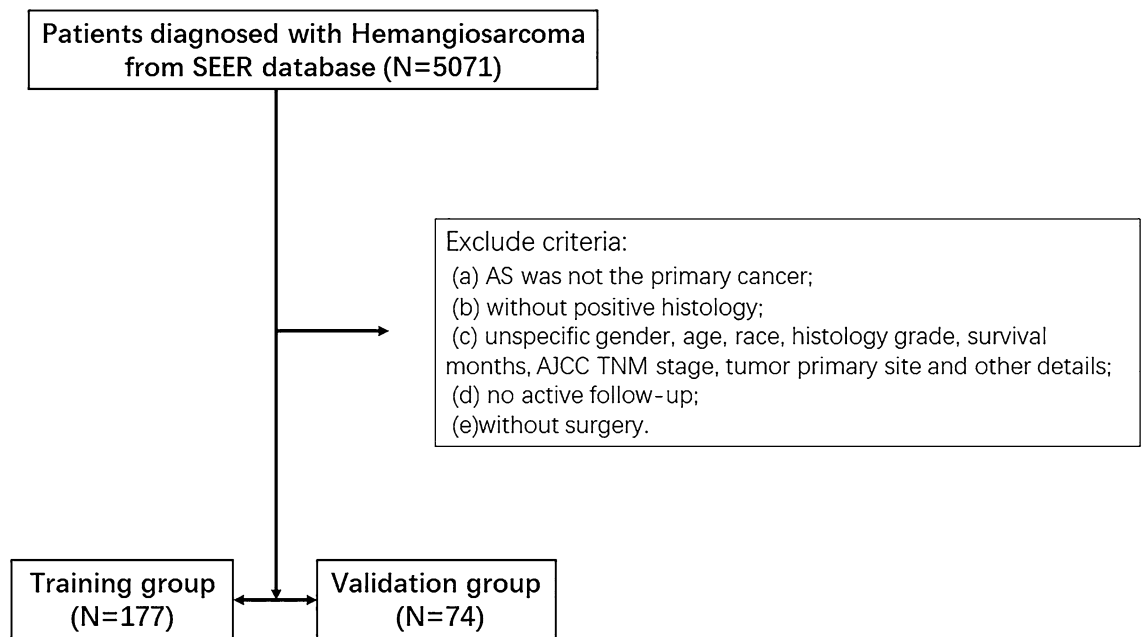 Patients diagnosed with Hemangiosarcoma
from SEER database (N=5071)
Exclude criteria:
(a) AS was not the primary cancer;
(b) without positive histology;
(c) unspecific gender, age, race, histology grade, survival
months, AJCC TNM stage, tumor primary site and other details;
(d) no active follow-up;
(e)without surgery.
Training group
(N=177)
Validation group
(N=74)